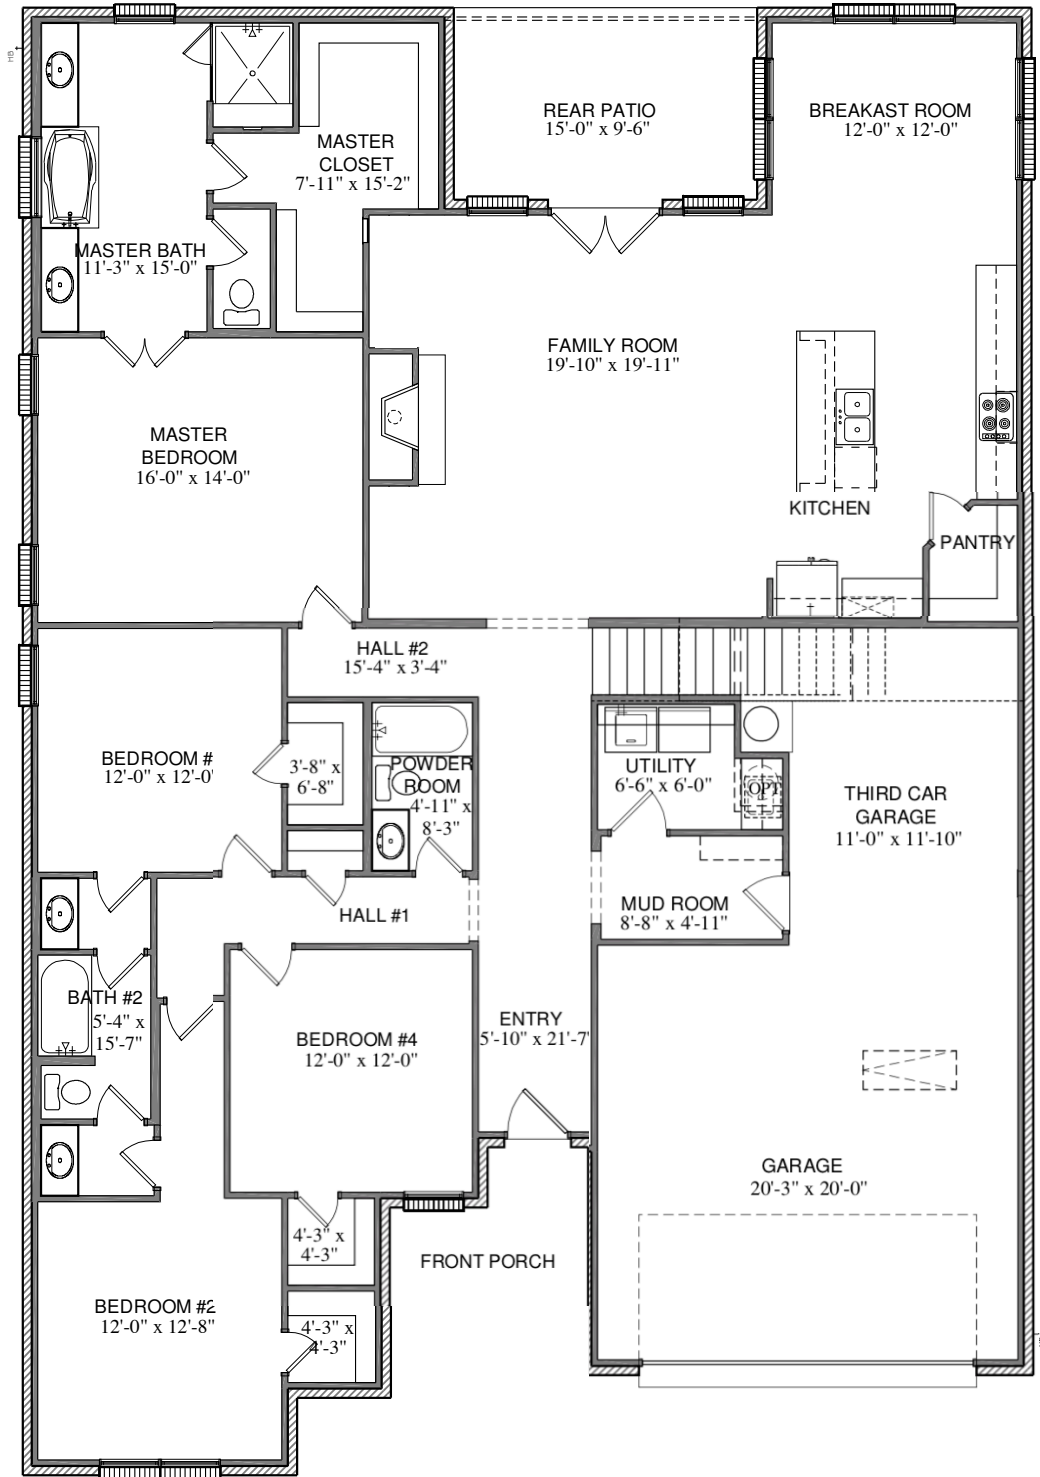 HB
REAR PATIO
15'-0" x 9'-6"
BREAKAST ROOM
12'-0" x 12'-0"
MASTER
CLOSET
7'-11" x 15'-2"
MASTER BATH
11'-3" x 15'-0"
FAMILY ROOM
19'-10" x 19'-11"
MASTER
BEDROOM
16'-0" x 14'-0"
KITCHEN
PANTRY
HALL #2
15'-4" x 3'-4"
BEDROOM #
12'-0" x 12'-0'
3'-8" x
6'-8"
POWDER
ROOM
4'-11" x
8'-3"
UTILITY
6'-6" x 6'-0"
OPT
THIRD CAR
GARAGE
11'-0" x 11'-10"
HALL #1
MUD ROOM
8'-8" x 4'-11"
BATH #2
5'-4" x
15'-7"
BEDROOM #4
12'-0" x 12'-0"
ENTRY
5'-10" x 21'-7'
GARAGE
20'-3" x 20'-0"
4'-3" x
4'-3"
FRONT PORCH
BEDROOM #2
12'-0" x 12'-8"
4'-3" x
4'-3"